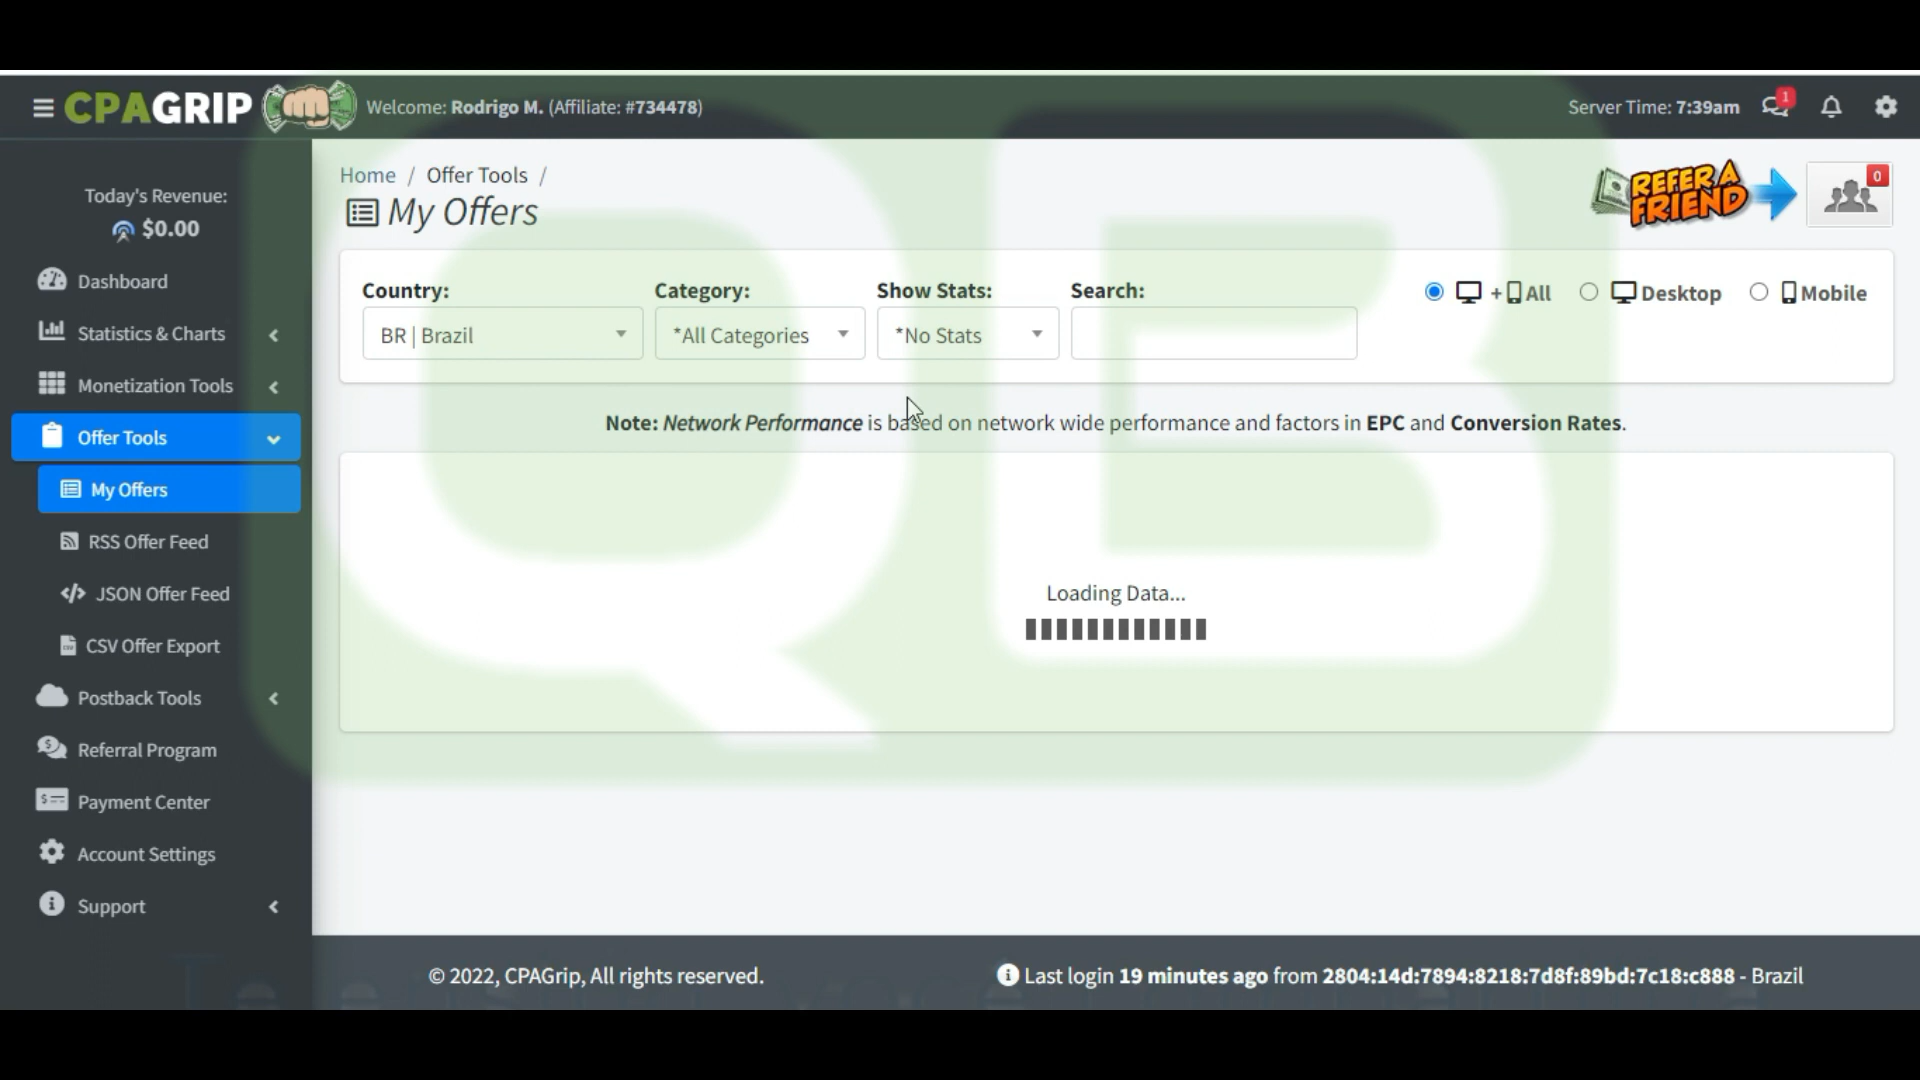 CPAGRIP Welcome: Rodrigo M. (Affiliate: #734478) Server Time: 7:39am 1
Today's Revenue:
$0.00
Dashboard
Statistics & Charts
Monetization Tools
Offer Tools
My Offers
RSS Offer Feed
JSON Offer Feed
CSV Offer Export
Postback Tools
Referral Program
Payment Center
Account Settings
Support
Home / Offer Tools /
My Offers
REFER A
FRIEND
0
Country: Category: Show Stats: Search:
+ All Desktop Mobile
BR | Brazil *All Categories *No Stats
Note: Network Performance is based on network wide performance and factors in EPC and Conversion Rates.
Loading Data...
QB
© 2022, CPAGrip, All rights reserved. Last login 19 minutes ago from 2804:14d:7894:8218:7d8f:89bd:7c18:c888 - Brazil